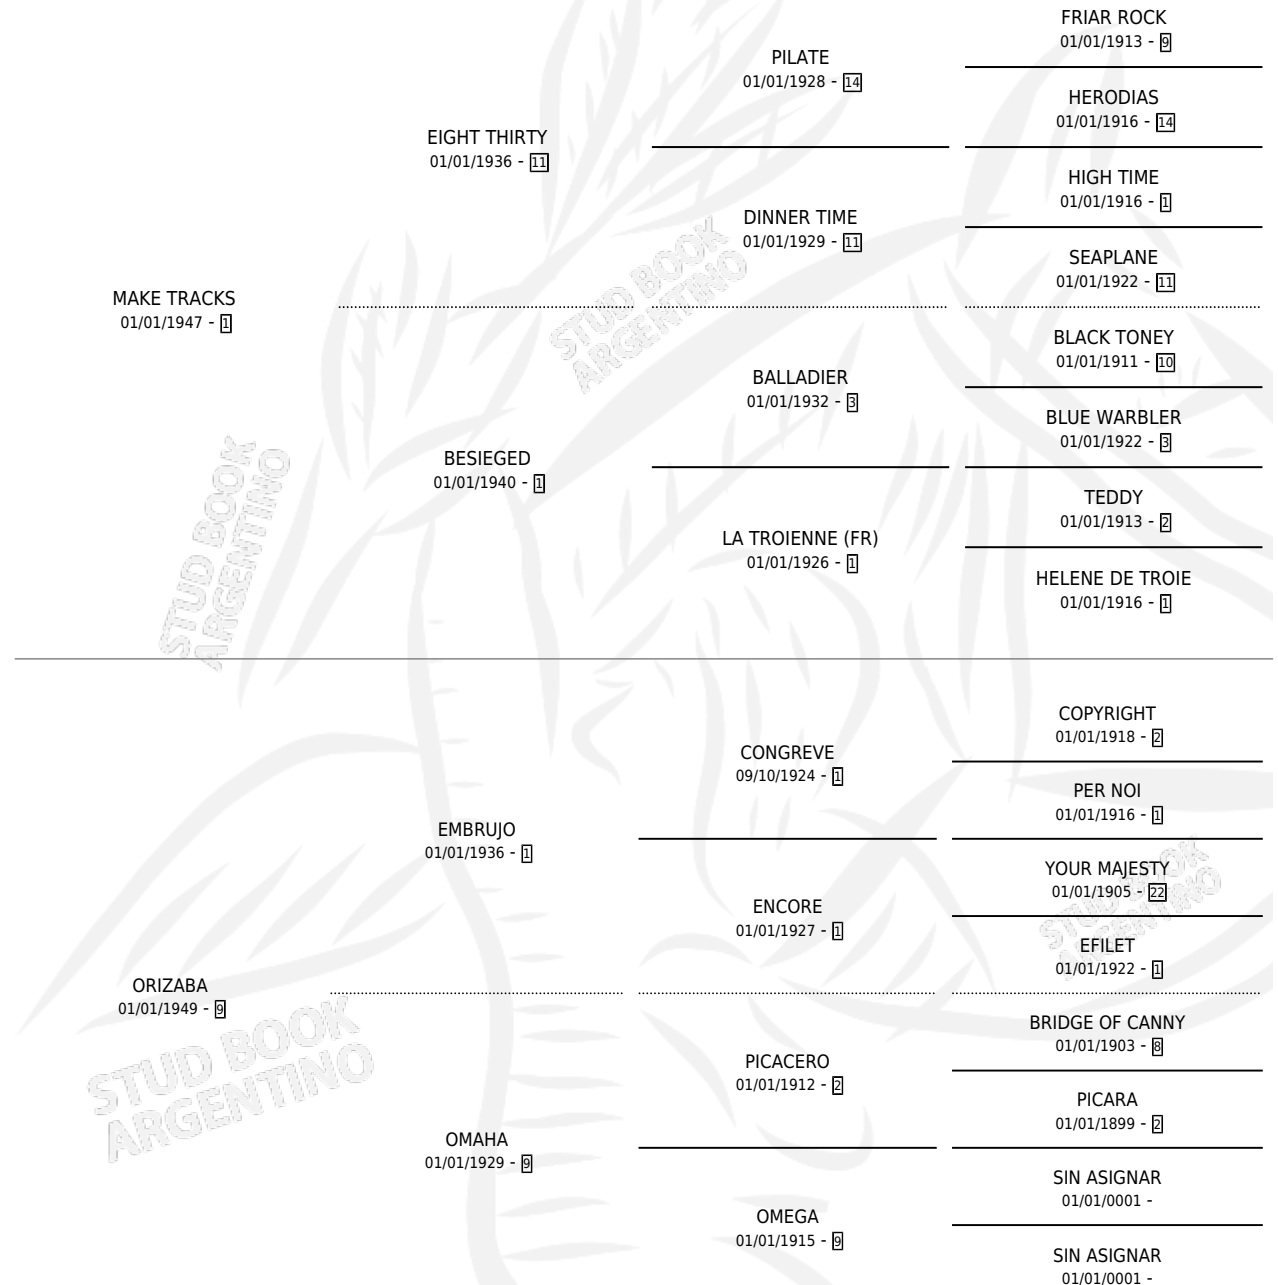 FRIAR ROCK
01/01/1913 - 9
PILATE
01/01/1928 - 14
HERODIAS
01/01/1916 - 14
EIGHT THIRTY
01/01/1936 - 11
HIGH TIME
01/01/1916 - 1
DINNER TIME
01/01/1929 - 11
SEAPLANE
01/01/1922 - 11
MAKE TRACKS
01/01/1947 - 1
BLACK TONEY
01/01/1911 - 10
BALLADIER
01/01/1932 - 3
BLUE WARBLER
01/01/1922 - 3
BESIEGED
01/01/1940 - 1
TEDDY
01/01/1913 - 2
LA TROIENNE (FR)
01/01/1926 - 1
HELENE DE TROIE
01/01/1916 - 1
COPYRIGHT
01/01/1918 - 2
CONGREVE
09/10/1924 - 1
PER NOI
01/01/1916 - 1
EMBRUJO
01/01/1936 - 1
YOUR MAJESTY
01/01/1905 - 22
ENCORE
01/01/1927 - 1
EFILET
01/01/1922 - 1
ORIZABA
01/01/1949 - 9
BRIDGE OF CANNY
01/01/1903 - 8
PICACERO
01/01/1912 - 2
PICARA
01/01/1899 - 2
OMAHA
01/01/1929 - 9
SIN ASIGNAR
01/01/0001 -
OMEGA
01/01/1915 - 9
SIN ASIGNAR
01/01/0001 -
STUD BOOK
ARGENTINO
STUD BOOK
ARGENTINO
STUD BOOK
ARGENTINO
STUD BOOK
ARGENTINO